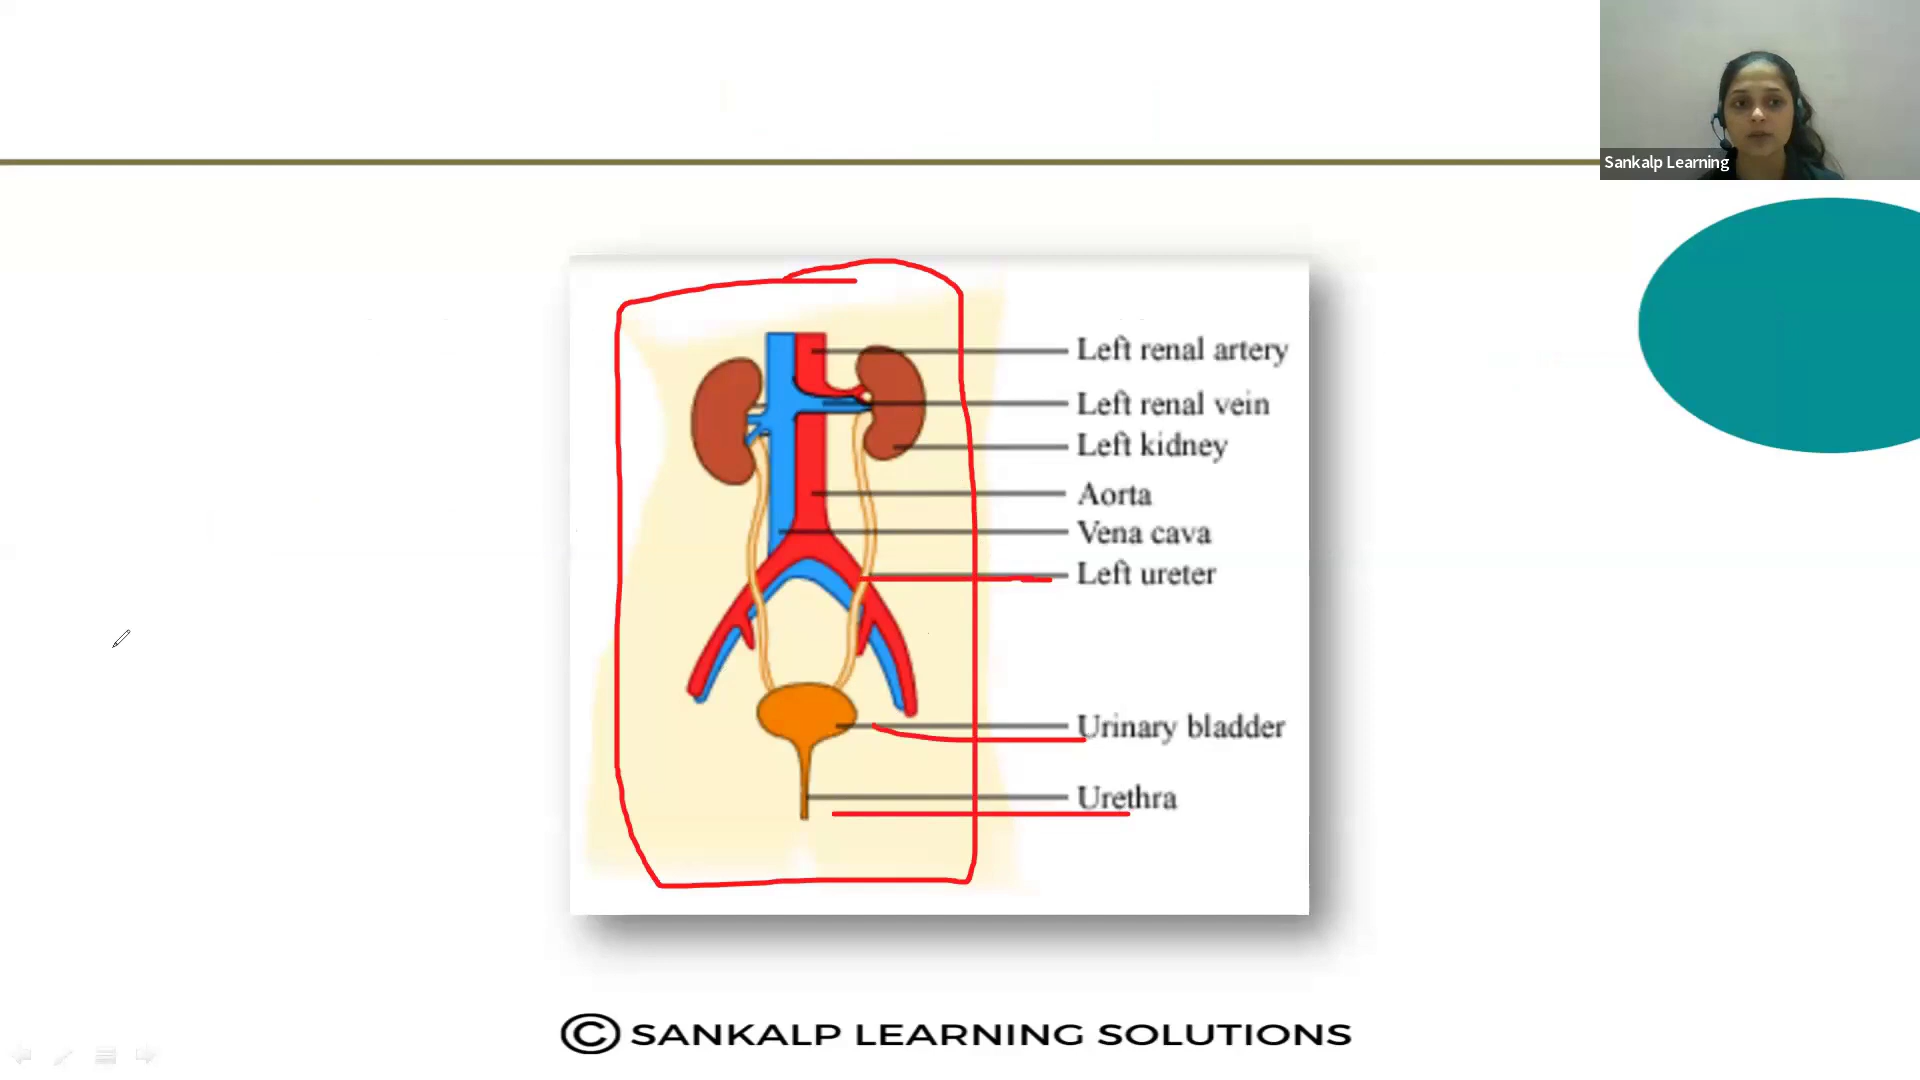 Sankalp Learning
Left renal artery
Left renal vein
Left kidney
Aorta
Vena cava
Left ureter
Urinary bladder
Urethra
© SANKALP LEARNING SOLUTIONS